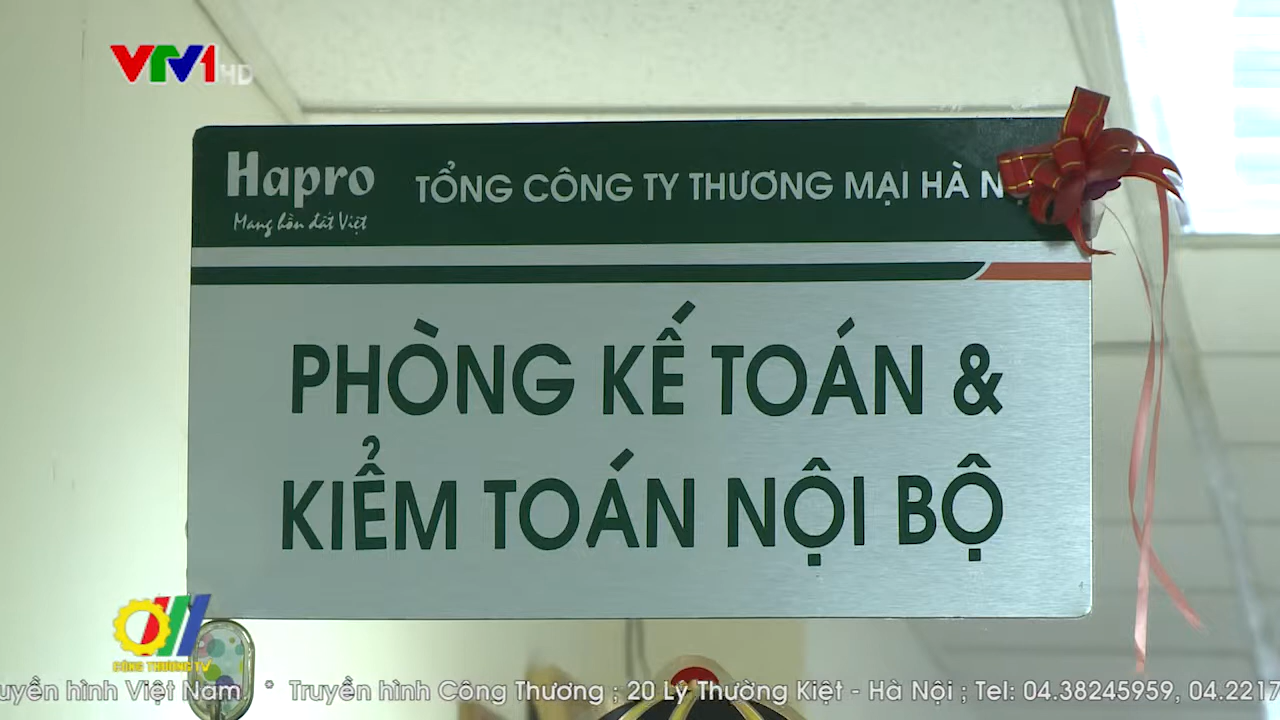 VTV1 HD
Hapro
Mang hồn đất Việt
TỔNG CÔNG TY THƯƠNG MẠI HÀ
PHÒNG KẾ TOÁN &
KIỂM TOÁN NỘI BỘ
CÔNG THƯƠNG TV
uyền hình Việt Nam. * Truyền hình Công Thương ; 20 Lý Thường Kiệt - Hà Nội ; Tel: 04.38245959, 04.2217